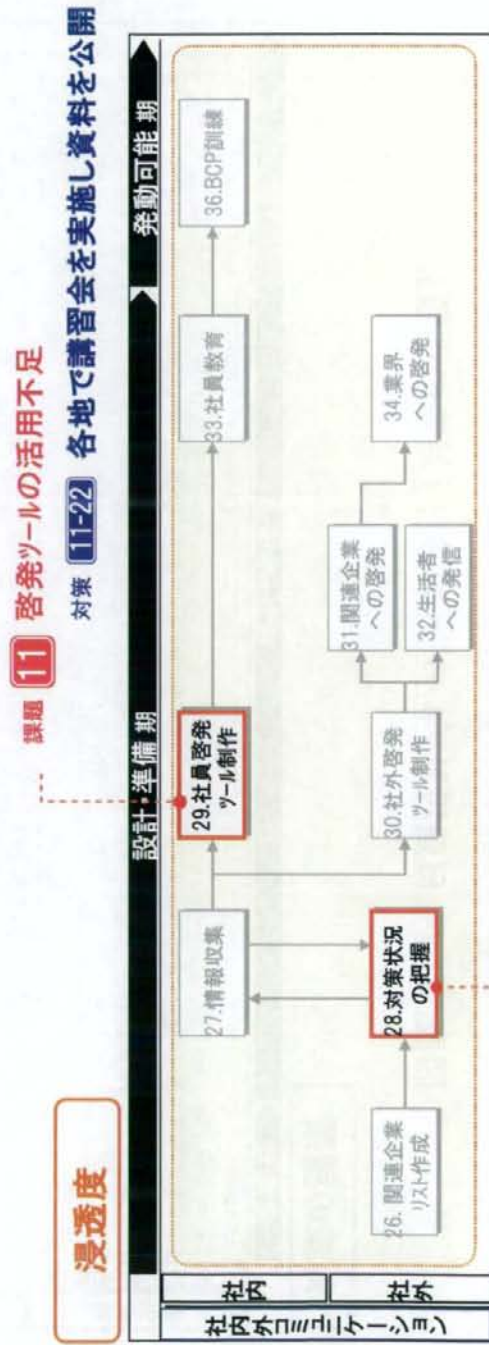 浸透度
課題 11 啓発ツールの活用不足
対策 11-22 各地で講習会を実施し資料を公開
設計・準備 期
発動可能 期
社内外コミュニケーション
社内
社外
27.情報収集
29.社員啓発
ツール制作
33.社員教育
36.BCP訓練
26. 関連企業
リスト作成
28.対策状況
の把握
30.社外啓発
ツール制作
31.関連企業
への啓発
32.生活者
への発信
34.業界
への啓発